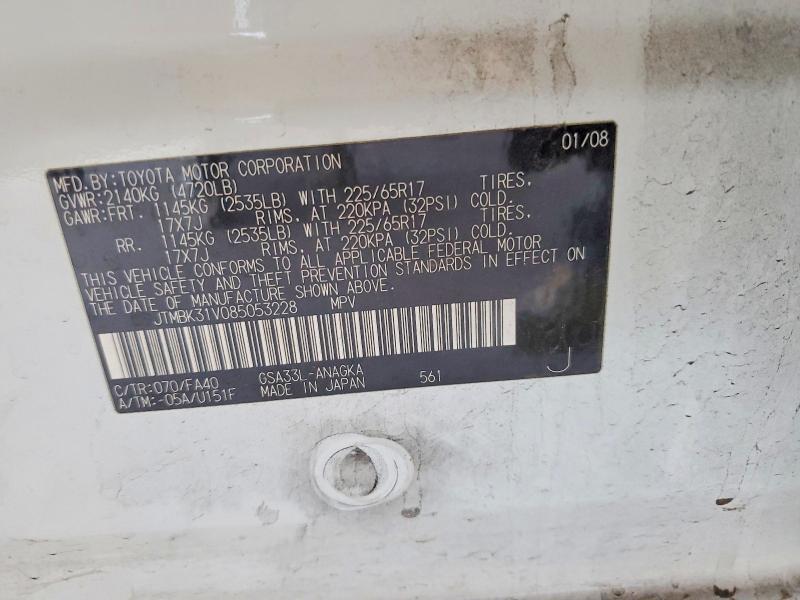 01/08
MFD.BY:TOYOTA MOTOR CORPORATION
GVWR:2140KG (4720LB)
GAWR:FRT. 1145KG (2535LB) WITH 225/65R17 TIRES,
17X7J RIMS, AT 220KPA (32PSI) COLD.
RR. 1145KG (2535LB) WITH 225/65R17 TIRES,
17X7J RIMS, AT 220KPA (32PSI) COLD.
THIS VEHICLE CONFORMS TO ALL APPLICABLE FEDERAL MOTOR
VEHICLE SAFETY AND THEFT PREVENTION STANDARDS IN EFFECT ON
THE DATE OF MANUFACTURE SHOWN ABOVE.
JTMBK31V085053228 MPV
C/TR:070/FA40 GSA33L-ANAGKA 561 J
A/TM:-05A/U151F MADE IN JAPAN